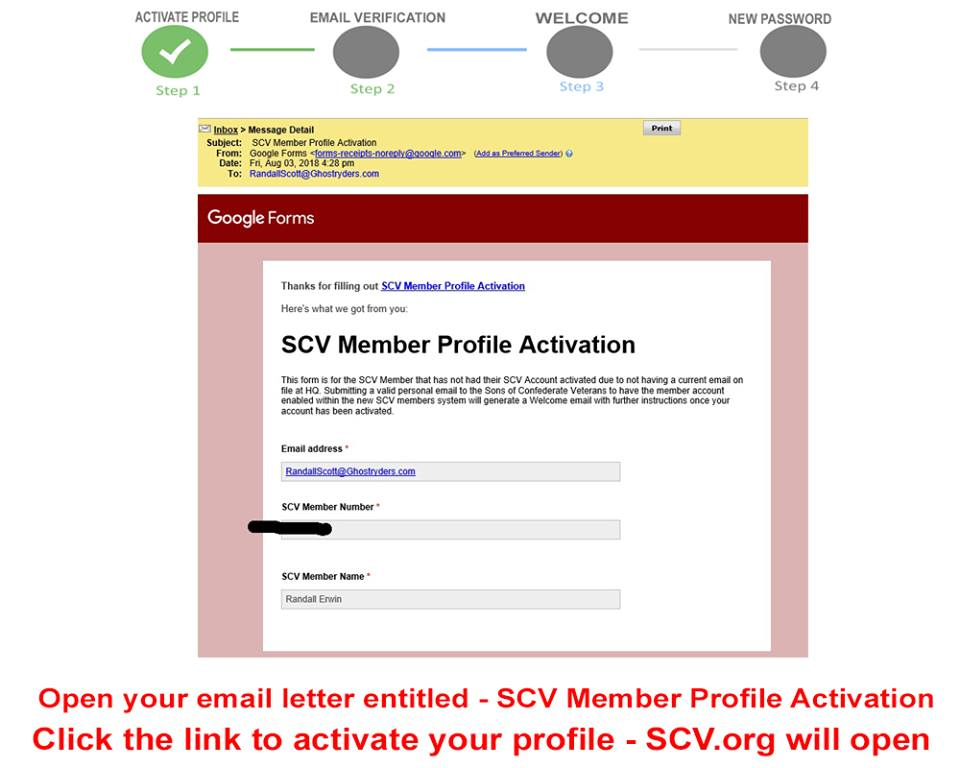 ACTIVATE PROFILE EMAIL VERIFICATION WELCOME NEW PASSWORD
Step 1 Step 2 Step 3 Step 4
Inbox > Message Detail Print
Subject: SCV Member Profile Activation
From: Google Forms <forms-receipts-noreply@google.com> (Add as Preferred Sender)
Date: Fri, Aug 03, 2018 4:28 pm
To: RandallScott@Ghostryders.com
Google Forms
Thanks for filling out SCV Member Profile Activation
Here's what we got from you:
SCV Member Profile Activation
This form is for the SCV Member that has not had their SCV Account activated due to not having a current email on
file at HQ. Submitting a valid personal email to the Sons of Confederate Veterans to have the member account
enabled within the new SCV members system will generate a Welcome email with further instructions once your
account has been activated.
Email address *
RandallScott@Ghostryders.com
SCV Member Number *
SCV Member Name *
Randall Erwin
Open your email letter entitled - SCV Member Profile Activation
Click the link to activate your profile - SCV.org will open